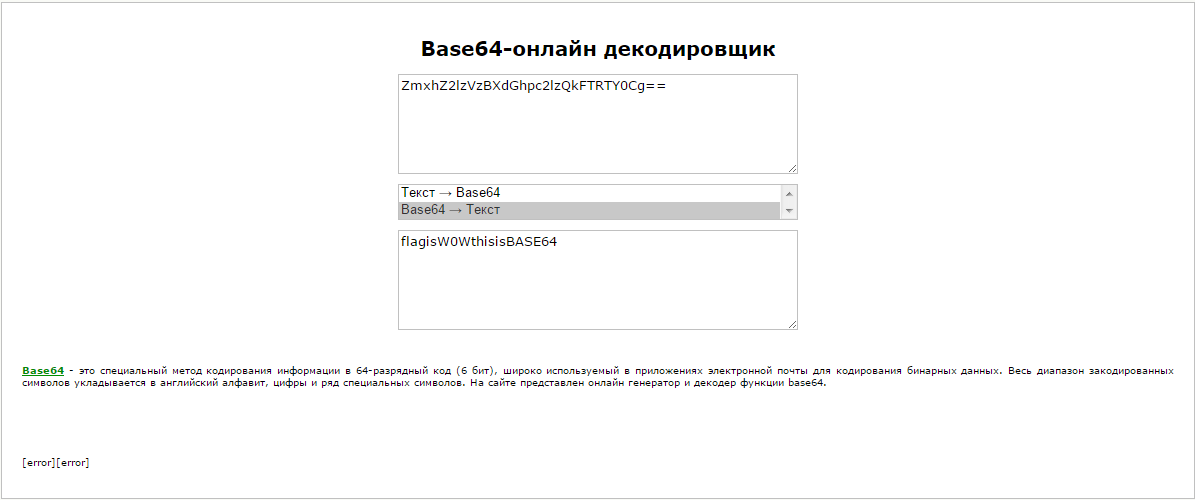 Base64-онлайн декодировщик
ZmxhZ2lzVzBXdGhpc2lzQkFTRTY0Cg==
Текст → Base64
Base64 → Текст
flagisW0WthisisBASE64
Base64 - это специальный метод кодирования информации в 64-разрядный код (6 бит), широко используемый в приложениях электронной почты для кодирования бинарных данных. Весь диапазон закодированных
символов укладывается в английский алфавит, цифры и ряд специальных символов. На сайте представлен онлайн генератор и декодер функции base64.
[error][error]